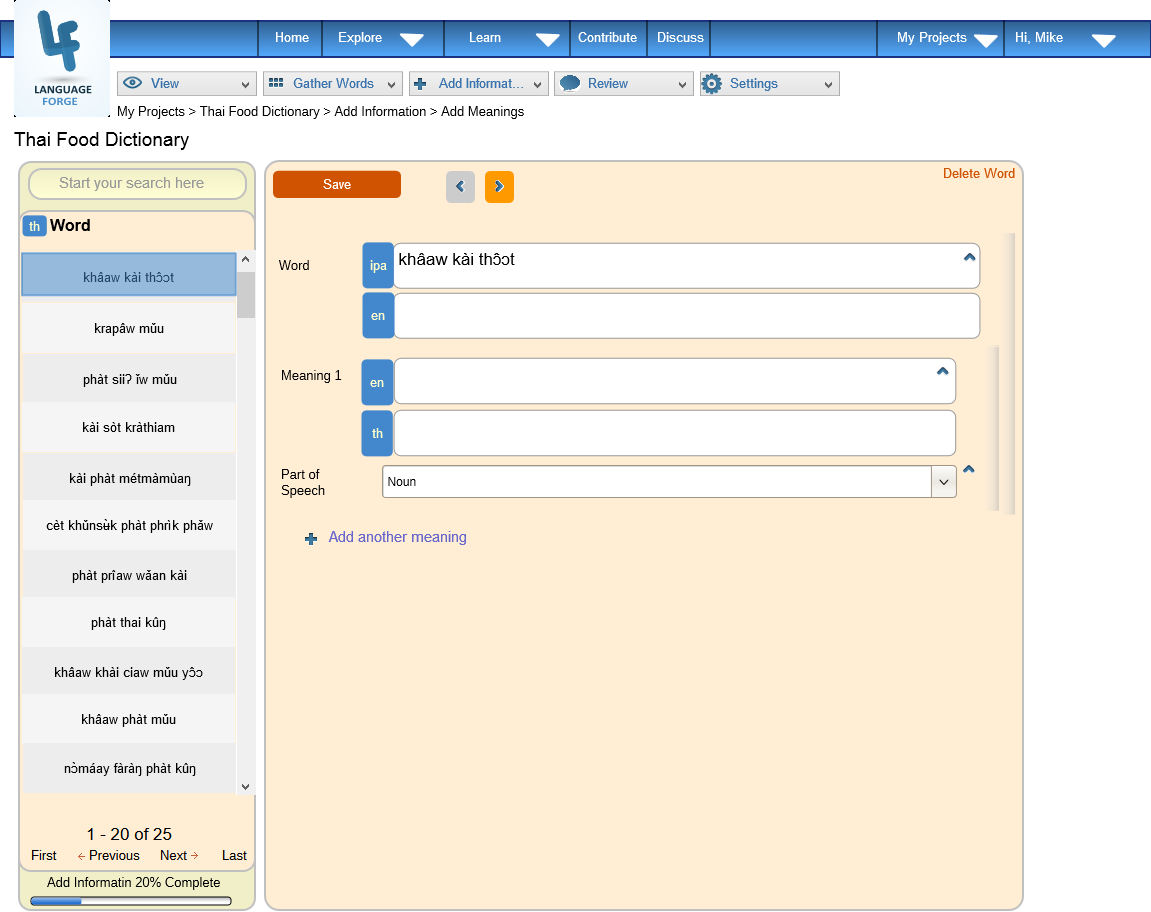 LANGUAGE
FORGE
Home
Explore
Learn
Contribute
Discuss
My Projects
Hi, Mike
View
Gather Words
Add Informat...
Review
Settings
My Projects > Thai Food Dictionary > Add Information > Add Meanings
Thai Food Dictionary
Start your search here
th Word
khâaw kài thɔ̂ɔt
krapâw mǔu
phàt siiʔ ǐw mǔu
kài sòt kràthiam
kài phàt métmàmùaŋ
cèt khǔnsʉ̀k phàt phrìk phǎw
phàt prîaw wǎan kài
phàt thai kûŋ
khâaw khài ciaw mǔu yɔ̂ɔ
khâaw phàt mǔu
nɔ̀máay fàràŋ phàt kûŋ
1 - 20 of 25
First
← Previous
Next →
Last
Add Informatin 20% Complete
Save
Delete Word
Word
ipa
khâaw kài thɔ̂ɔt
en
Meaning 1
en
th
Part of
Speech
Noun
Add another meaning